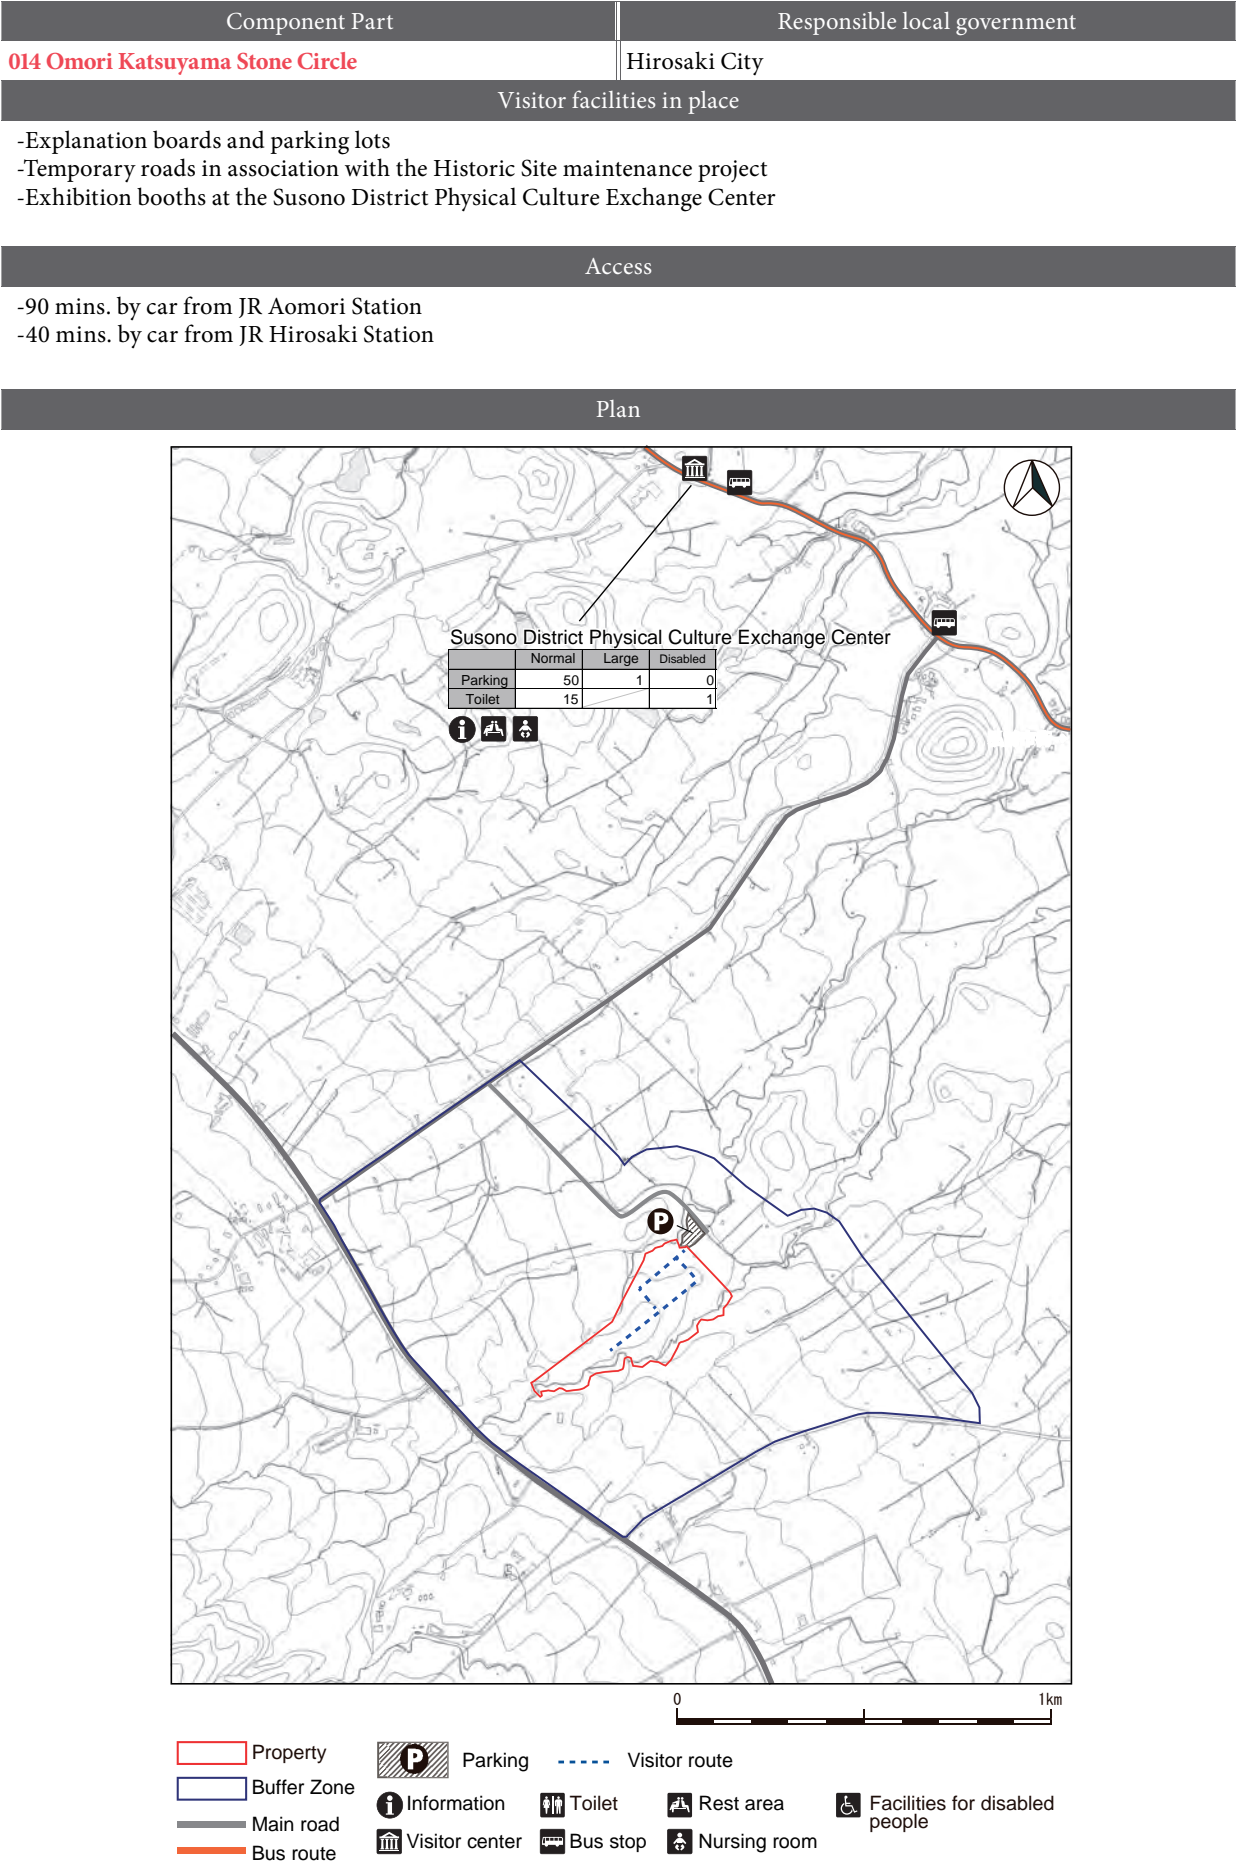 Component Part
Responsible local government
014 Omori Katsuyama Stone Circle
Hirosaki City
Visitor facilities in place
-Explanation boards and parking lots
-Temporary roads in association with the Historic Site maintenance project
-Exhibition booths at the Susono District Physical Culture Exchange Center
Access
-90 mins. by car from JR Aomori Station
-40 mins. by car from JR Hirosaki Station
Plan
Susono District Physical Culture Exchange Center
Normal Large Disabled
Parking 50 1 0
Toilet 15 1
P
0 1km
Property
Buffer Zone
Main road
Bus route
P Parking
Visitor route
Information
Toilet
Rest area
Facilities for disabled
people
Visitor center
Bus stop
Nursing room